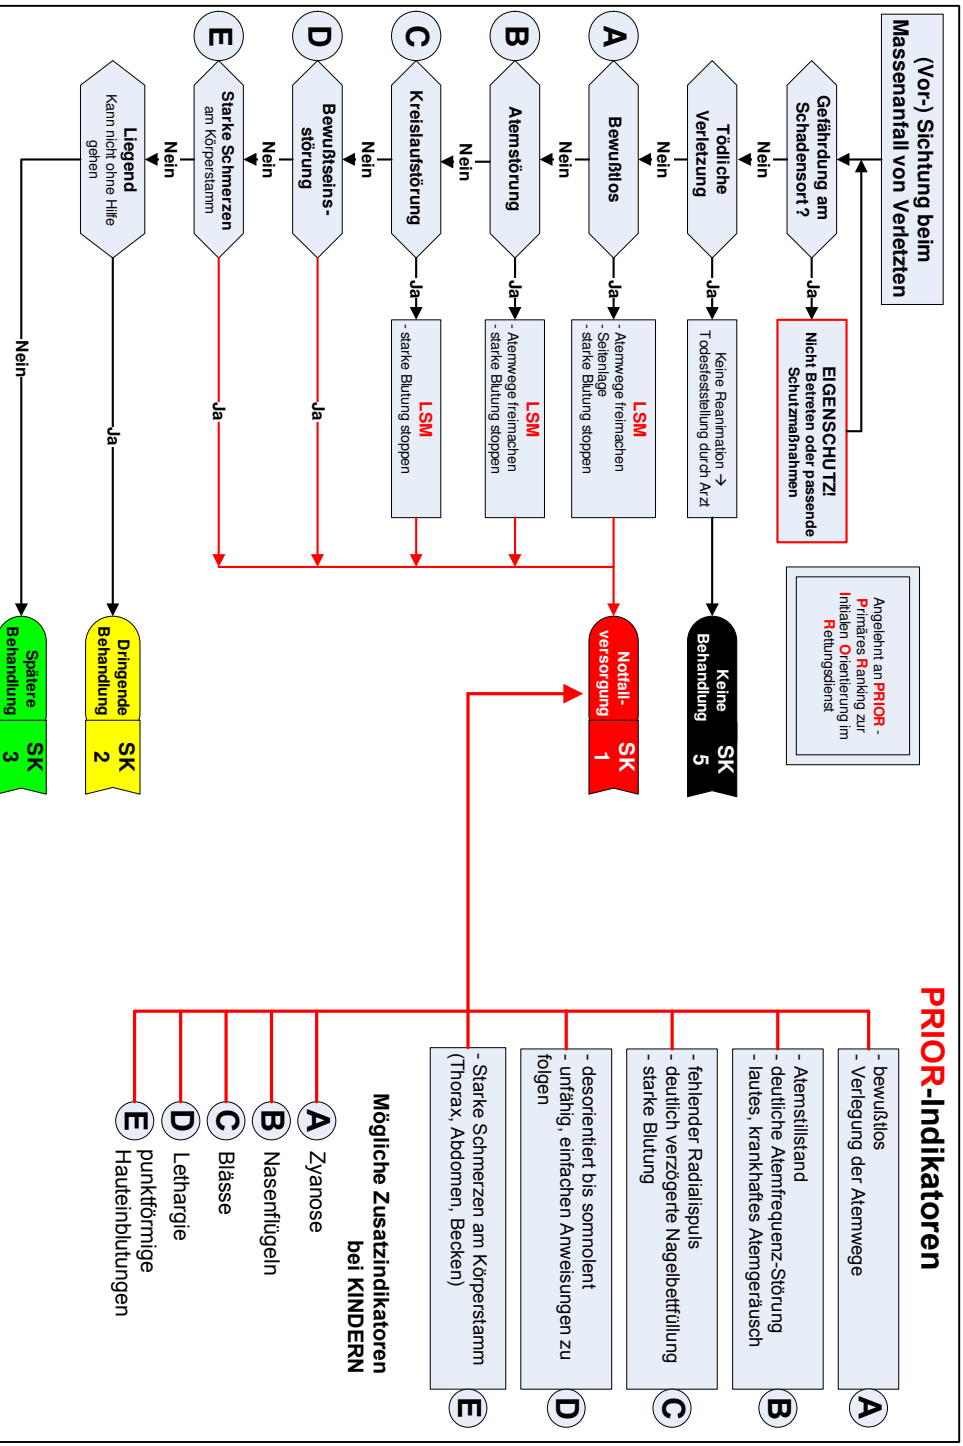 (Vor-) Sichtung beim
Massenanfall von Verletzten
Gefährdung am
Schadensort?
Ja
EIGENSCHUTZ!
Nicht Betreten oder passende
Schutzmaßnahmen
Angelehnt an PRIOR -
Primäres Ranking zur
Initialen Orientierung im
Rettungsdienst
Nein
Tödliche
Verletzung
Ja
Keine Reanimation →
Todesfeststellung durch Arzt
Keine
Behandlung
SK
5
Nein
A
Bewußtlos
Ja
LSM
- Atemwege freimachen
- Seitenlage
- starke Blutung stoppen
Notfall-
versorgung
SK
1
Nein
B
Atemstörung
Ja
LSM
- Atemwege freimachen
- starke Blutung stoppen
Nein
C
Kreislaufstörung
Ja
LSM
- starke Blutung stoppen
Nein
D
Bewußtseins-
störung
Ja
Nein
E
Starke Schmerzen
am Körperstamm
Ja
Nein
Liegend
Kann nicht ohne Hilfe
gehen
Ja
Dringende
Behandlung
SK
2
Nein
Spätere
Behandlung
SK
3
PRIOR-Indikatoren
- bewußtlos
- Verlegung der Atemwege
A
- Atemstillstand
- deutliche Atemfrequenz-Störung
- lautes, krankhaftes Atemgeräusch
B
- fehlender Radialispuls
- deutlich verzögerte Nagelbettfüllung
- starke Blutung
C
- desorientiert bis somnolent
- unfähig, einfachen Anweisungen zu
folgen
D
- Starke Schmerzen am Körperstamm
(Thorax, Abdomen, Becken)
E
Mögliche Zusatzindikatoren
bei KINDERN
A Zyanose
B Nasenflügeln
C Blässe
D Lethargie
E punktförmige
Hauteinblutungen